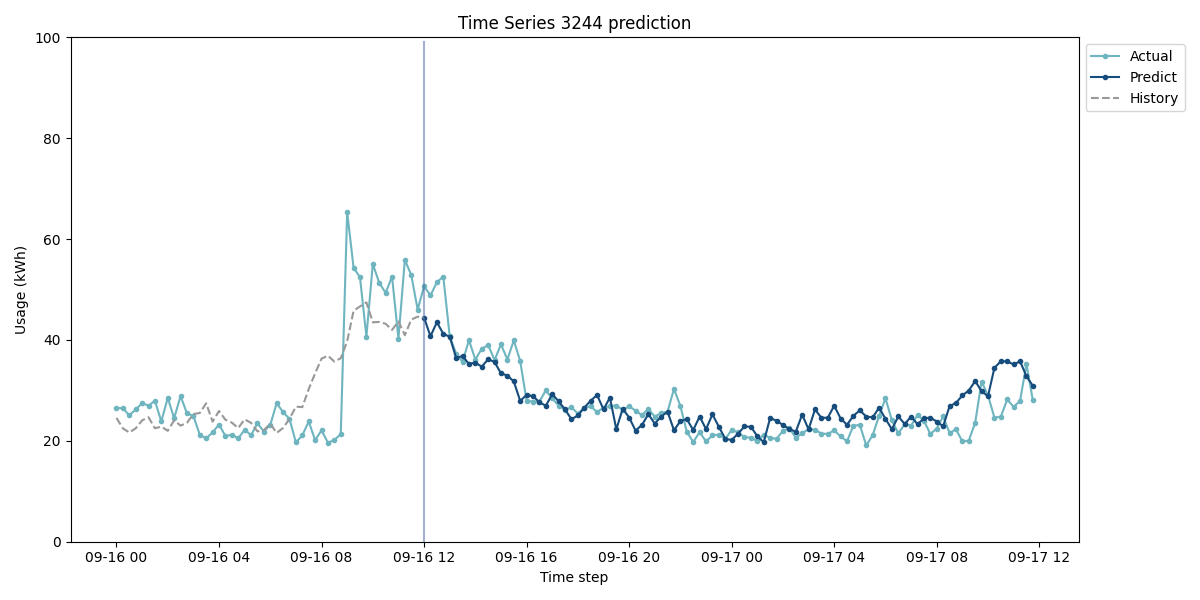 Time Series 3244 prediction
100
80
60
40
20
0
Usage (kWh)
09-16 00
09-16 04
09-16 08
09-16 12
09-16 16
09-16 20
09-17 00
09-17 04
09-17 08
09-17 12
Time step
Actual
Predict
History